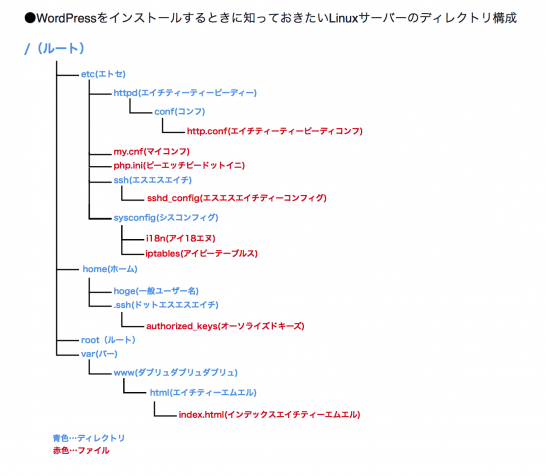 ●WordPressをインストールするときに知っておきたいLinuxサーバーのディレクトリ構成
/（ルート）
etc(エトセ)
httpd(エイチティーティーピーディー)
conf(コンフ)
http.conf(エイチティーティーピーディコンフ)
my.cnf(マイコンフ)
php.ini(ピーエッチピードットイニ)
ssh(エスエスエイチ)
sshd_config(エスエスエイチディーコンフィグ)
sysconfig(シスコンフィグ)
i18n(アイ18エヌ)
iptables(アイピーテーブルス)
home(ホーム)
hoge(一般ユーザー名)
.ssh(ドットエスエスエイチ)
authorized_keys(オーソライズドキーズ)
root（ルート）
var(バー)
www(ダブリュダブリュダブリュ)
html(エイチティーエムエル)
index.html(インデックスエイチティーエムエル)
青色…ディレクトリ
赤色…ファイル